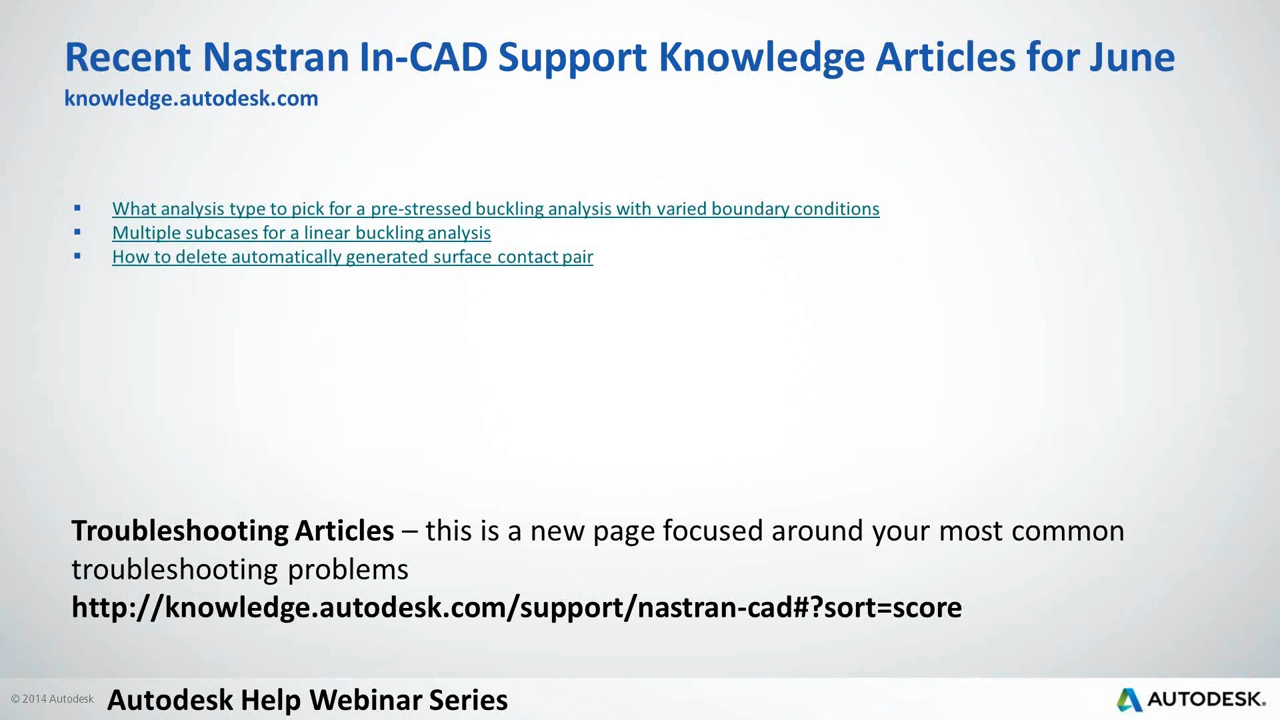 Recent Nastran In-CAD Support Knowledge Articles for June
knowledge.autodesk.com
What analysis type to pick for a pre-stressed buckling analysis with varied boundary conditions
Multiple subcases for a linear buckling analysis
How to delete automatically generated surface contact pair
Troubleshooting Articles – this is a new page focused around your most common
troubleshooting problems
http://knowledge.autodesk.com/support/nastran-cad#?sort=score
© 2014 Autodesk
Autodesk Help Webinar Series
AUTODESK.